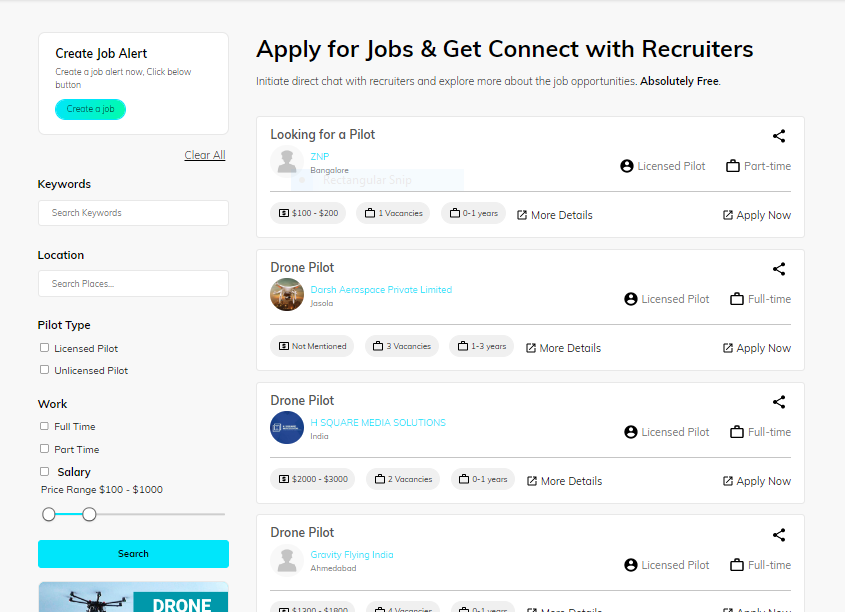 Create Job Alert
Create a job alert now, Click below
button
Create a job
Clear All
Keywords
Search Keywords
Location
Search Places...
Pilot Type
Licensed Pilot
Unlicensed Pilot
Work
Full Time
Part Time
Salary
Price Range $100 - $1000
Search
DRONE
Apply for Jobs & Get Connect with Recruiters
Initiate direct chat with recruiters and explore more about the job opportunities. Absolutely Free.
Looking for a Pilot
ZNP
Bangalore
Rectangular Snip
Licensed Pilot Part-time
$100 - $200 1 Vacancies 0-1 years More Details Apply Now
Drone Pilot
Darsh Aerospace Private Limited
Jasola
Licensed Pilot Full-time
Not Mentioned 3 Vacancies 1-3 years More Details Apply Now
Drone Pilot
H SQUARE MEDIA SOLUTIONS
India
Licensed Pilot Full-time
$2000 - $3000 2 Vacancies 0-1 years More Details Apply Now
Drone Pilot
Gravity Flying India
Ahmedabad
Licensed Pilot Full-time
$1300 - $1800 4 Vacancies 0-1 years More Details Apply Now